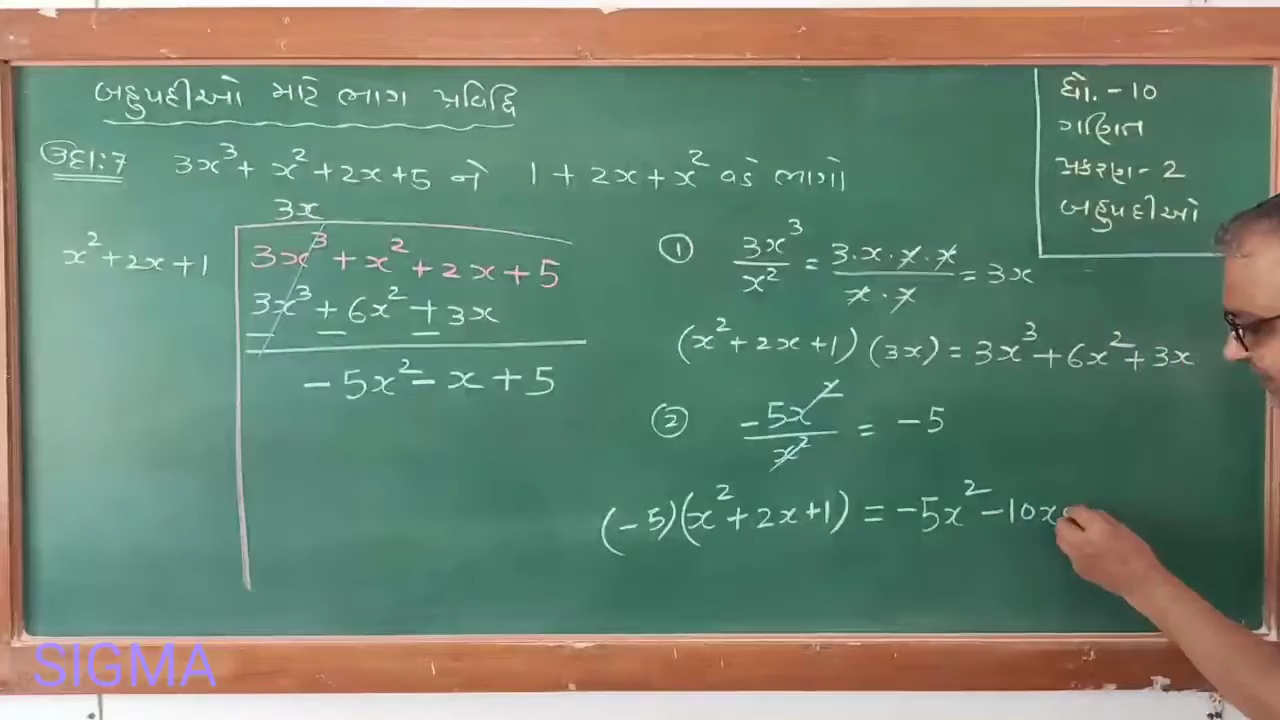 બહુપદીઓ માટે ભાગ પ્રવિધિ
ઉદા:7 3x³ + x² + 2x + 5 ને 1 + 2x + x² વડે ભાગો
ધો. - 10
ગણિત
પ્રકરણ - 2
બહુપદીઓ
3x
x² + 2x + 1
3x³ + x² + 2x + 5
3x³ + 6x² + 3x
− − −
- 5x² - x + 5
① 3x³/x² = 3·x·x·x/x·x = 3x
(x² + 2x + 1) (3x) = 3x³ + 6x² + 3x
② -5x²/x² = -5
(-5)(x² + 2x + 1) = -5x² - 10x
SIGMA